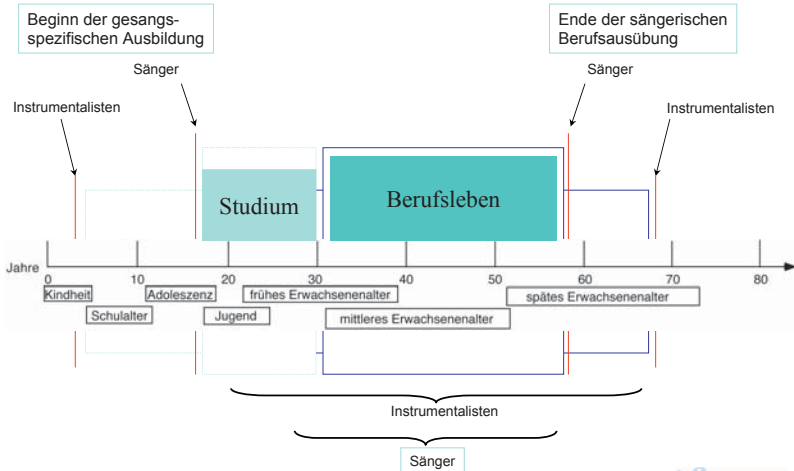 Beginn der gesangs-
spezifischen Ausbildung
Ende der sängerischen
Berufsausübung
Sänger
Sänger
Instrumentalisten
Instrumentalisten
Studium
Berufsleben
Jahre
0 10 20 30 40 50 60 70 80
Kindheit
Adoleszenz
frühes Erwachsenenalter
spätes Erwachsenenalter
Schulalter
Jugend
mittleres Erwachsenenalter
Instrumentalisten
Sänger